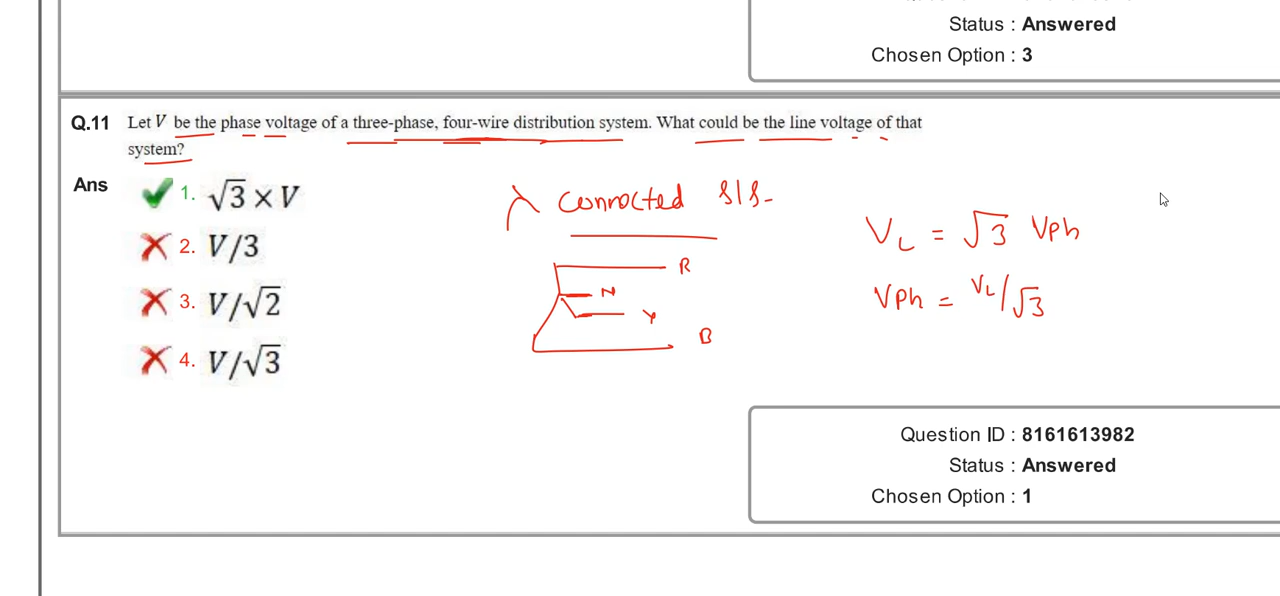 Status : Answered
Chosen Option : 3
Q.11 Let V be the phase voltage of a three-phase, four-wire distribution system. What could be the line voltage of that
system?
Ans
1. √3 × V
2. V/3
3. V/√2
4. V/√3
connected S/S-
R
N
Y
B
V_L = √3 Vph
Vph = V_L/√3
Question ID : 8161613982
Status : Answered
Chosen Option : 1